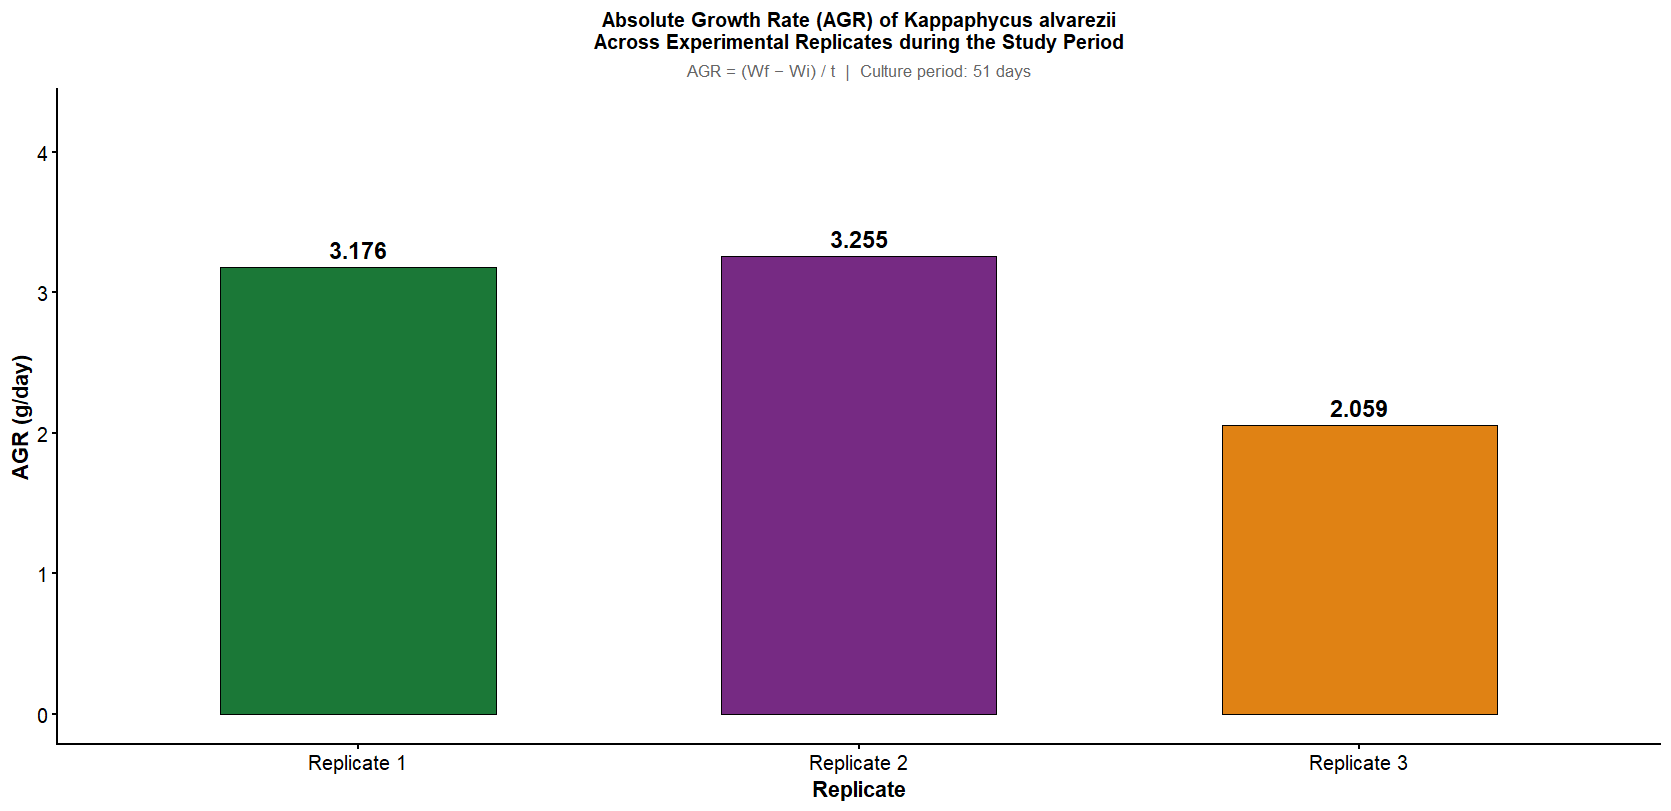 Absolute Growth Rate (AGR) of Kappaphycus alvarezii
Across Experimental Replicates during the Study Period
AGR = (Wf − Wi) / t | Culture period: 51 days
AGR (g/day)
4
3
2
1
0
3.176
3.255
2.059
Replicate 1
Replicate 2
Replicate 3
Replicate